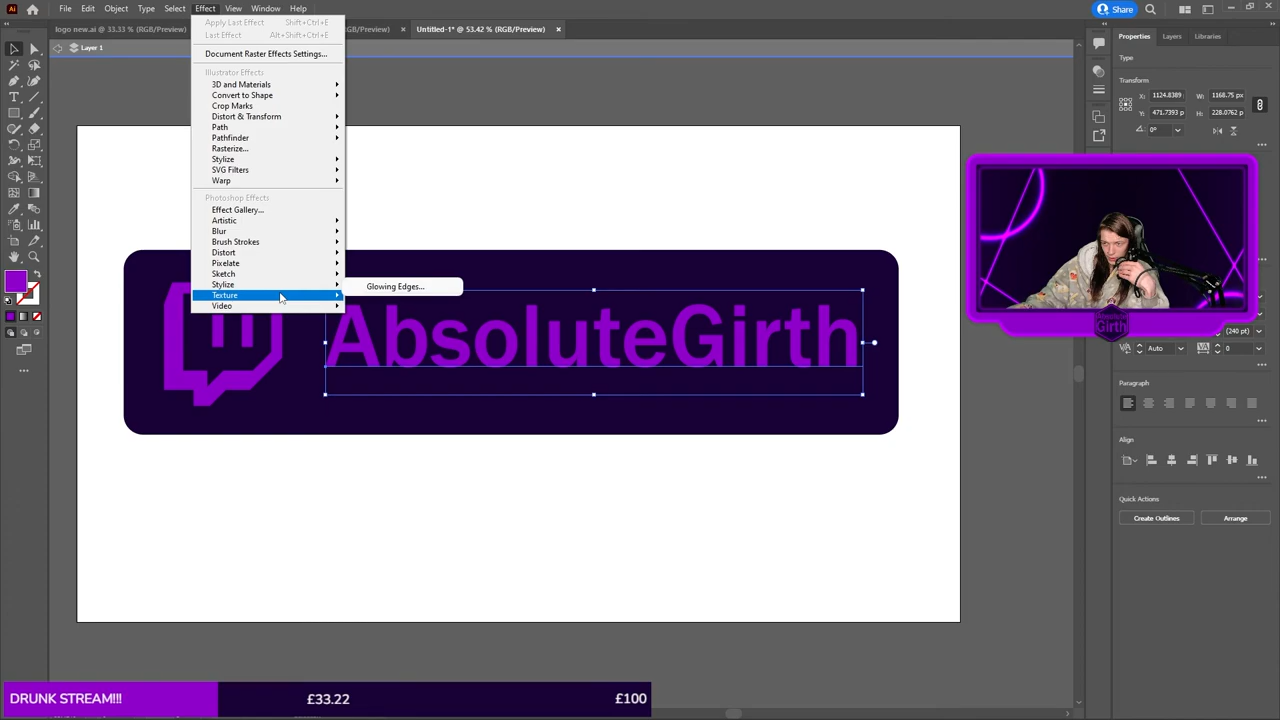 File Edit Object Type Select Effect View Window Help
Share
logo new.ai @ 33.33 % (RGB/Preview)
(RGB/Preview) ×
Untitled-1* @ 53.42 % (RGB/Preview) ×
Layer 1
Apply Last Effect Shift+Ctrl+E
Last Effect Alt+Shift+Ctrl+E
Document Raster Effects Settings...
Illustrator Effects
3D and Materials
Convert to Shape
Crop Marks
Distort & Transform
Path
Pathfinder
Rasterize...
Stylize
SVG Filters
Warp
Photoshop Effects
Effect Gallery...
Artistic
Blur
Brush Strokes
Distort
Pixelate
Sketch
Stylize
Texture
Video
Glowing Edges...
AbsoluteGirth
Properties Layers Libraries
Type
Transform
X: 1124.8389 W: 1168.75 px
Y: 471.7393 H: 228.0762 p
0°
Girth
(240 pt)
Auto 0
Paragraph
Align
Quick Actions
Create Outlines Arrange
DRUNK STREAM!!! £33.22 £100